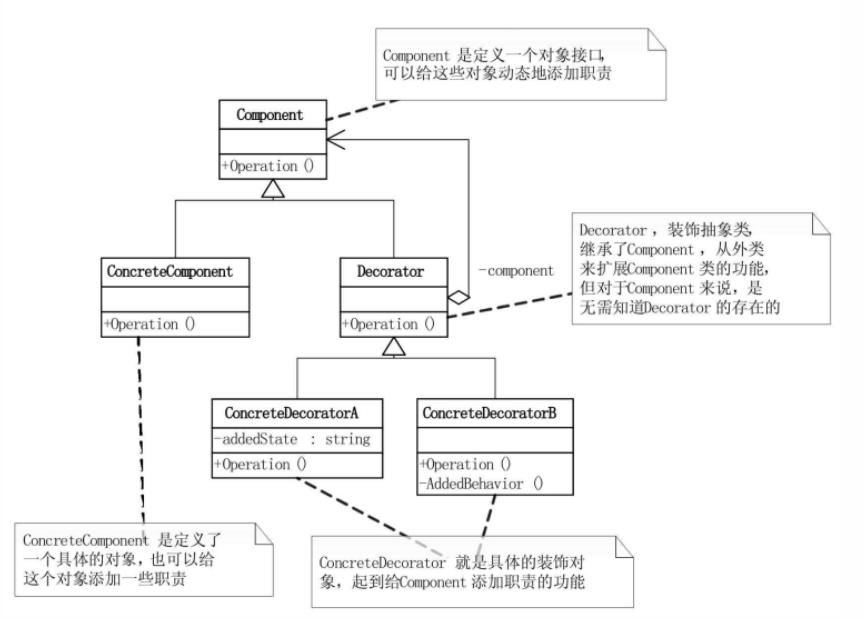 Component 是定义一个对象接口,
可以给这些对象动态地添加职责
Component
+Operation ()
Decorator , 装饰抽象类,
继承了Component , 从外类
来扩展Component 类的功能,
但对于Component 来说, 是
无需知道Decorator 的存在的
-component
ConcreteComponent
+Operation ()
Decorator
+Operation ()
ConcreteDecoratorA
-addedState : string
+Operation ()
ConcreteDecoratorB
+Operation ()
-AddedBehavior ()
ConcreteComponent 是定义了
一个具体的对象, 也可以给
这个对象添加一些职责
ConcreteDecorator 就是具体的装饰对
象, 起到给Component 添加职责的功能